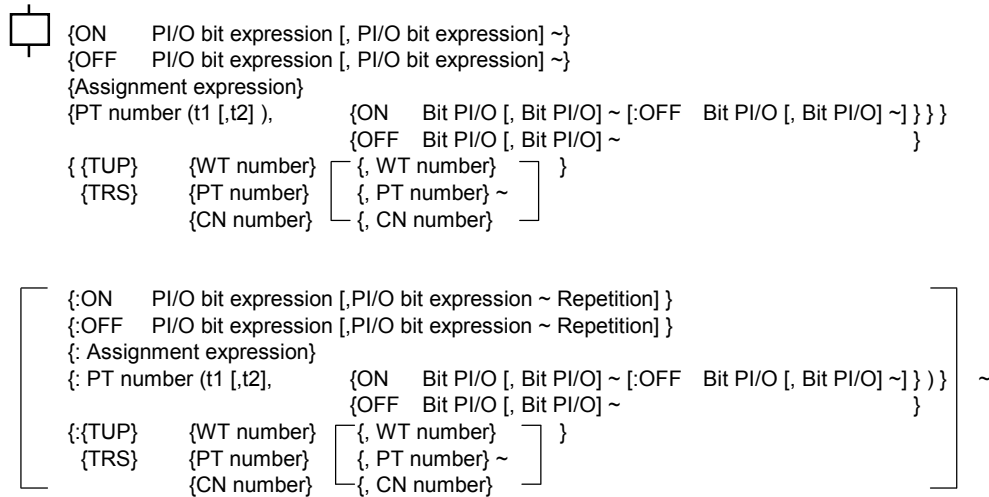 {ON PI/O bit expression [, PI/O bit expression] ~}
{OFF PI/O bit expression [, PI/O bit expression] ~}
{Assignment expression}
{PT number (t1 [,t2] ), {ON Bit PI/O [, Bit PI/O] ~ [:OFF Bit PI/O [, Bit PI/O] ~] } } }
{OFF Bit PI/O [, Bit PI/O] ~ }
{ {TUP} {WT number} {, WT number} }
{TRS} {PT number} {, PT number} ~
{CN number} {, CN number}
{:ON PI/O bit expression [,PI/O bit expression ~ Repetition] }
{:OFF PI/O bit expression [,PI/O bit expression ~ Repetition] }
{: Assignment expression}
{: PT number (t1 [,t2], {ON Bit PI/O [, Bit PI/O] ~ [:OFF Bit PI/O [, Bit PI/O] ~] } ) } ~
{OFF Bit PI/O [, Bit PI/O] ~ }
{:{TUP} {WT number} {, WT number} }
{TRS} {PT number} {, PT number} ~
{CN number} {, CN number}